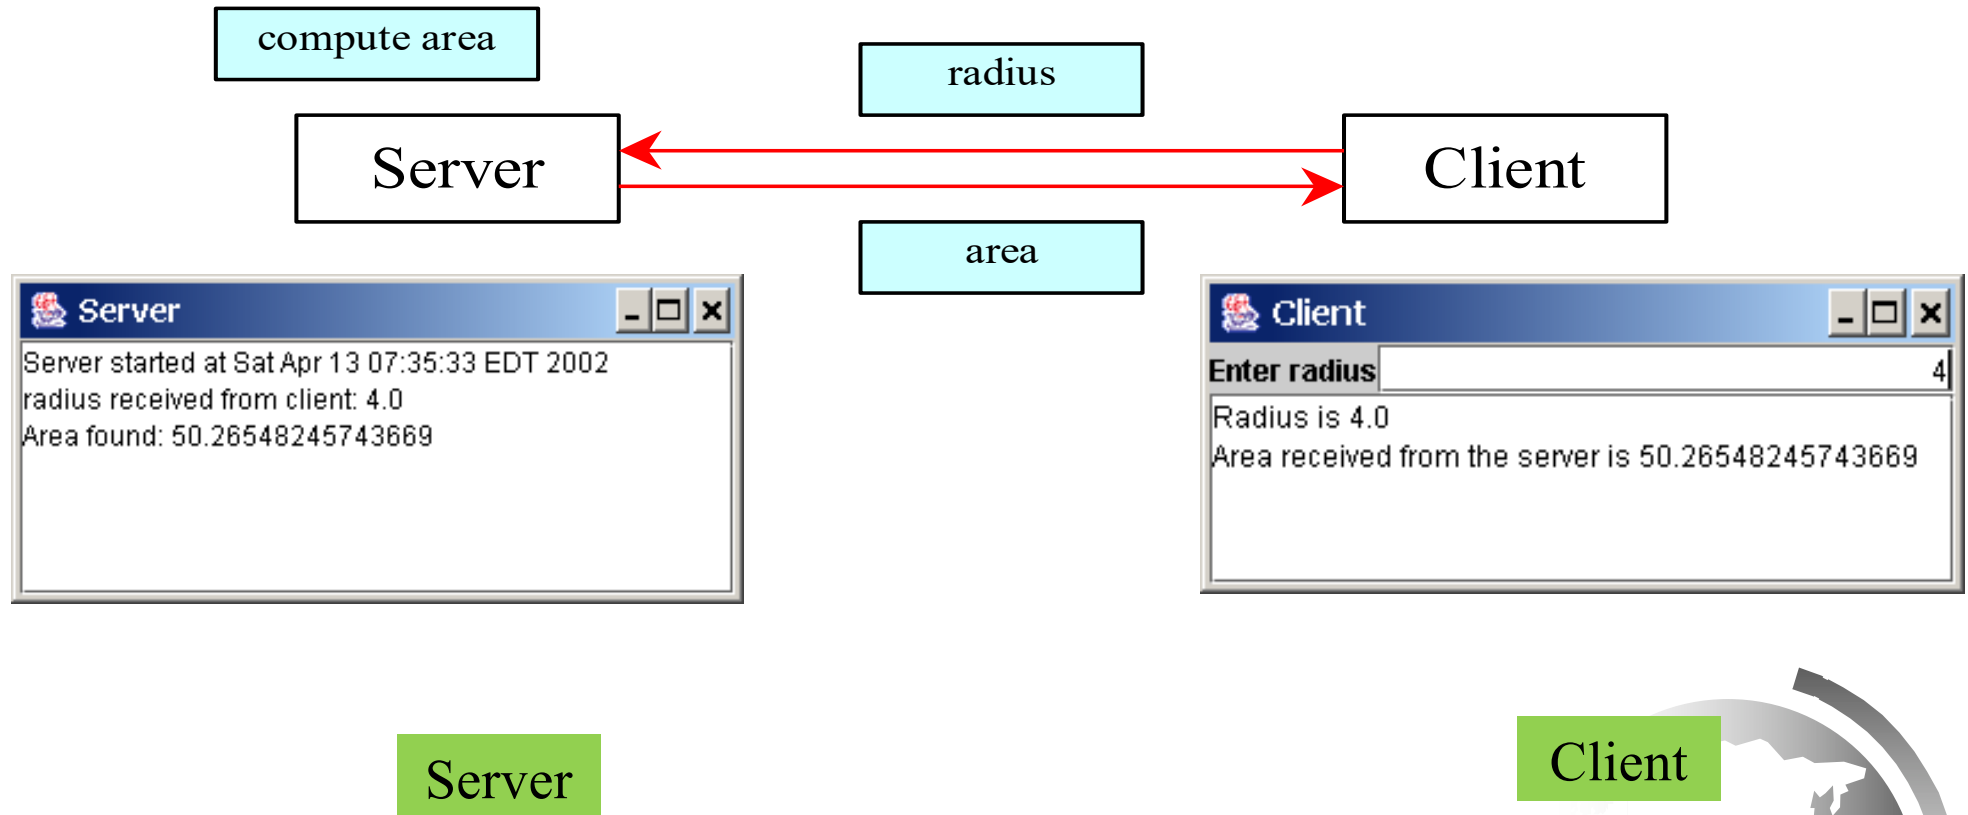 compute area
radius
Server
Client
area
Server
Server started at Sat Apr 13 07:35:33 EDT 2002
radius received from client: 4.0
Area found: 50.26548245743669
Client
Enter radius 4
Radius is 4.0
Area received from the server is 50.26548245743669
Server
Client